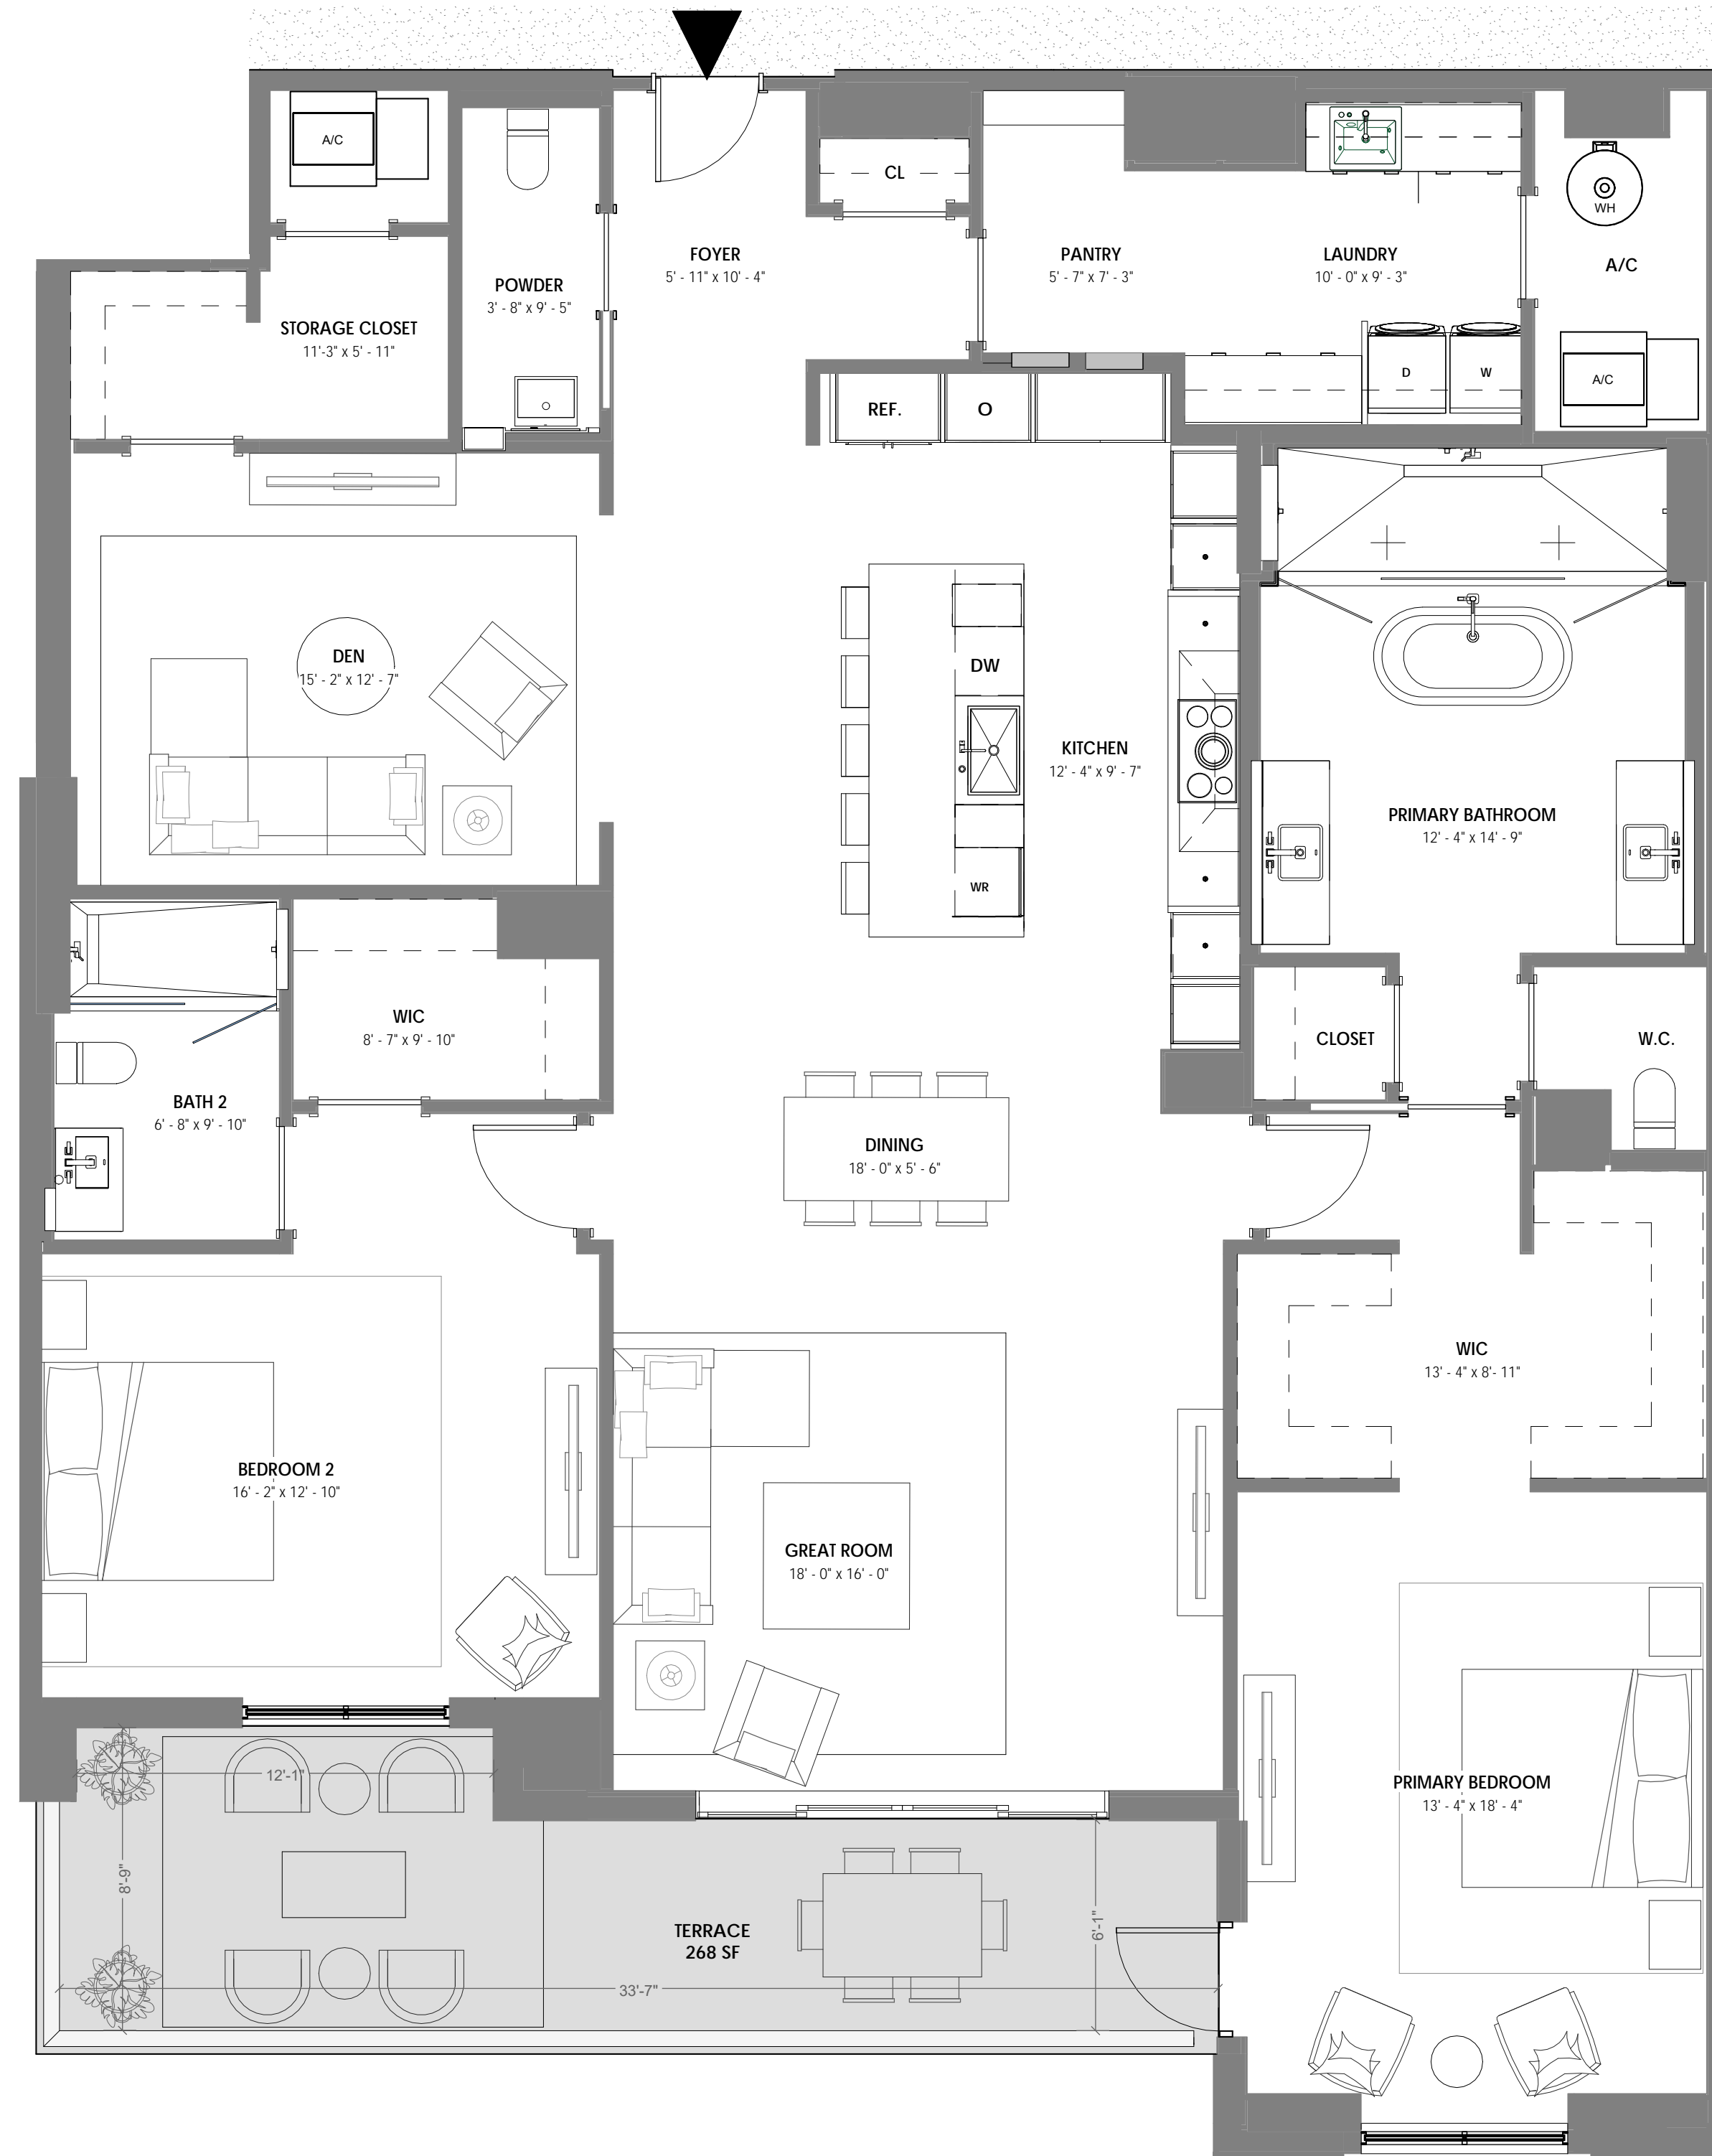 A/C
CL
WH
FOYER
5' - 11" x 10' - 4"
PANTRY
5' - 7" x 7' - 3"
LAUNDRY
10' - 0" x 9' - 3"
A/C
POWDER
3' - 8" x 9' - 5"
STORAGE CLOSET
11'-3" x 5' - 11"
D
W
A/C
REF.
O
DEN
15' - 2" x 12' - 7"
DW
KITCHEN
12' - 4" x 9' - 7"
PRIMARY BATHROOM
12' - 4" x 14' - 9"
WR
WIC
8' - 7" x 9' - 10"
CLOSET
W.C.
BATH 2
6' - 8" x 9' - 10"
DINING
18' - 0" x 5' - 6"
WIC
13' - 4" x 8'- 11"
BEDROOM 2
16' - 2" x 12' - 10"
GREAT ROOM
18' - 0" x 16' - 0"
12'-1"
PRIMARY BEDROOM
13' - 4" x 18' - 4"
8'-9"
TERRACE
268 SF
6'-1"
33'-7"